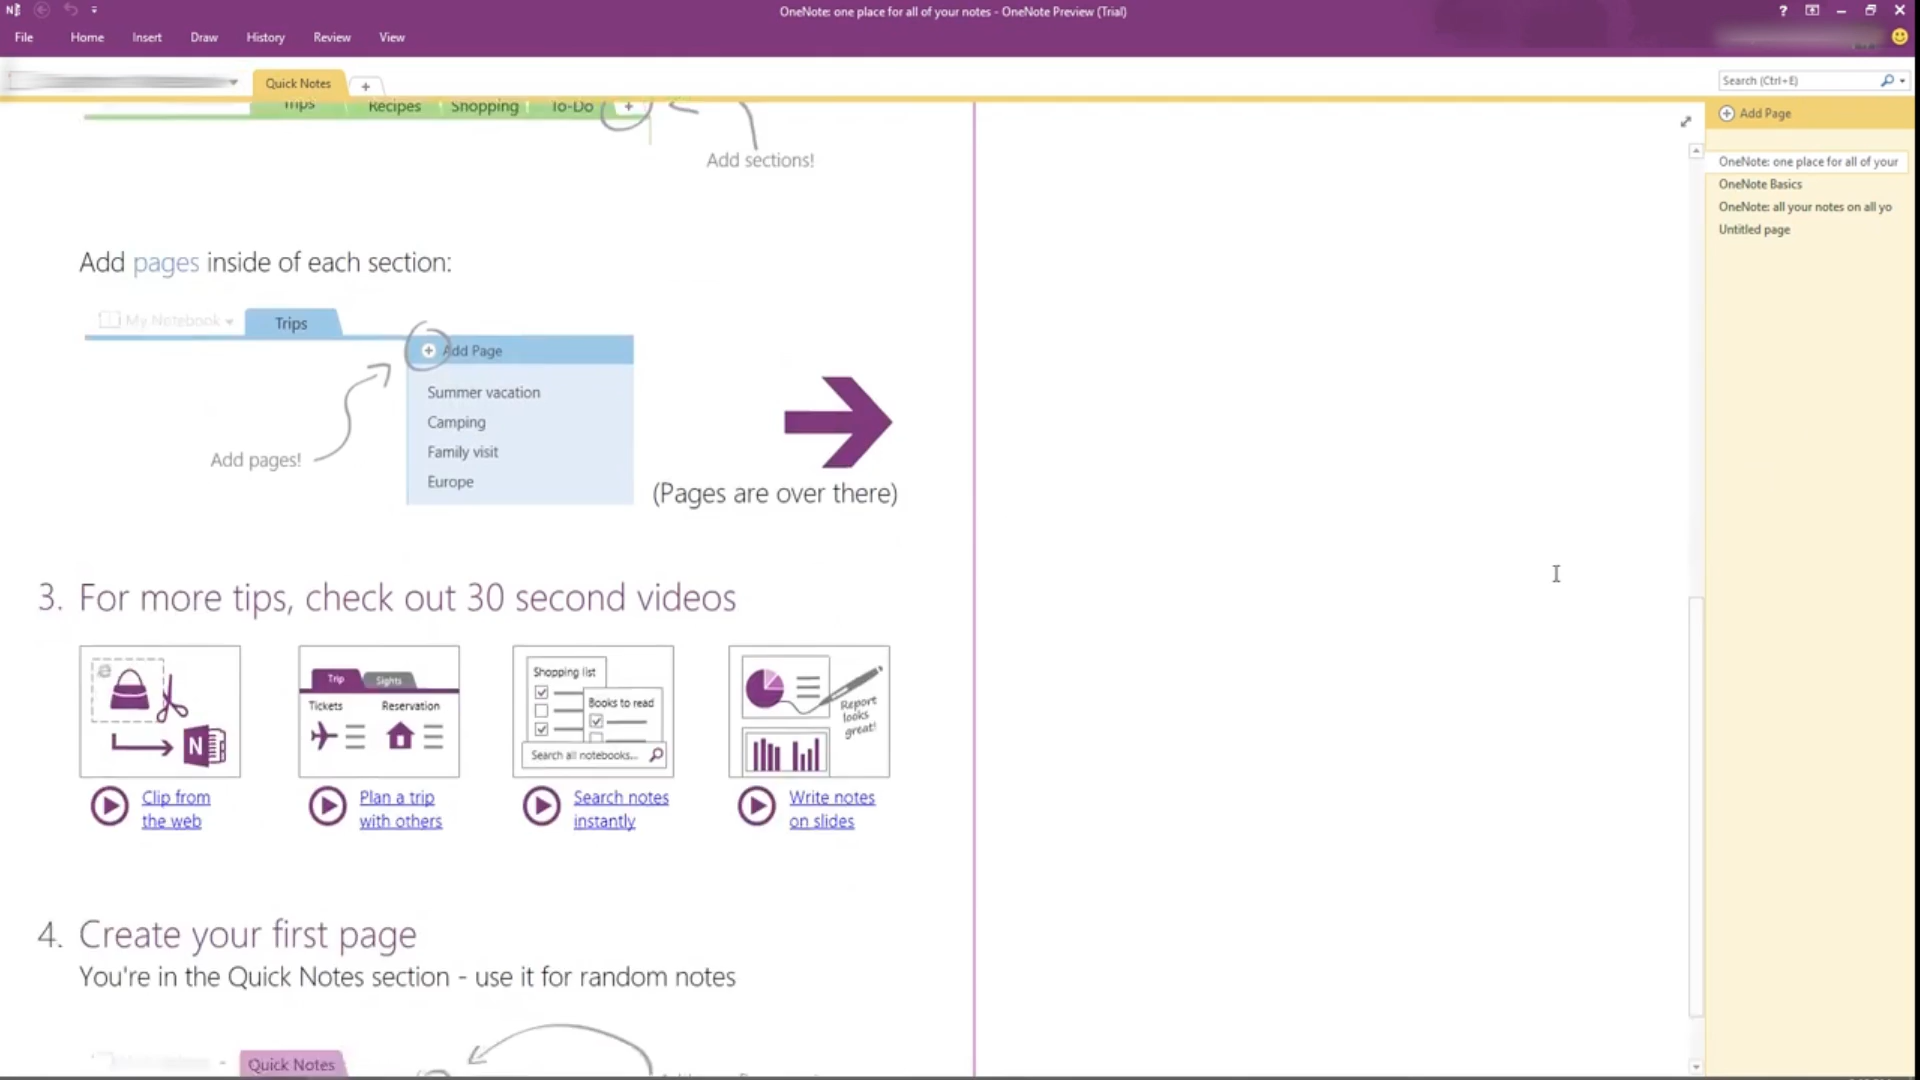 OneNote: one place for all of your notes - OneNote Preview (Trial)
?
File Home Insert Draw History Review View
Quick Notes +
Search (Ctrl+E)
Trips Recipes Shopping To-Do +
Add sections!
Add Page
OneNote: one place for all of your
OneNote Basics
OneNote: all your notes on all yo
Untitled page
Add pages inside of each section:
My Notebook Trips
Add Page
Summer vacation
Camping
Family visit
Europe
Add pages!
(Pages are over there)
3. For more tips, check out 30 second videos
Trip Sights
Tickets Reservation
Shopping list
Books to read
Search all notebooks...
Report
looks
great!
N
Clip from
the web
Plan a trip
with others
Search notes
instantly
Write notes
on slides
4. Create your first page
You're in the Quick Notes section - use it for random notes
Quick Notes